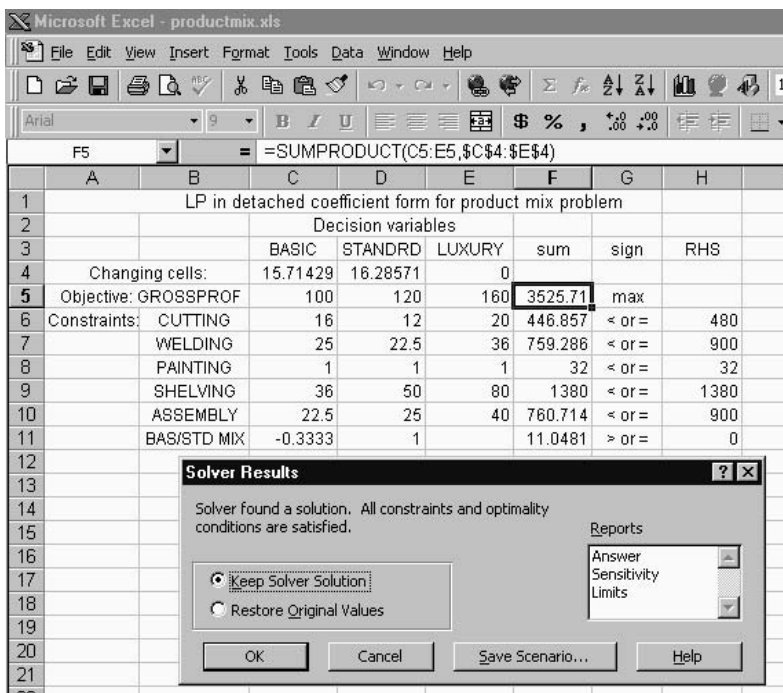 Microsoft Excel - productmix.xls
File Edit View Insert Format Tools Data Window Help
Arial 9 B I U $ % ,
F5 = =SUMPRODUCT(C5:E5,$C$4:$E$4)
A B C D E F G H
1 LP in detached coefficient form for product mix problem
2 Decision variables
3 BASIC STANDRD LUXURY sum sign RHS
4 Changing cells: 15.71429 16.28571 0
5 Objective: GROSSPROF 100 120 160 3525.71 max
6 Constraints: CUTTING 16 12 20 446.857 < or = 480
7 WELDING 25 22.5 36 759.286 < or = 900
8 PAINTING 1 1 1 32 < or = 32
9 SHELVING 36 50 80 1380 < or = 1380
10 ASSEMBLY 22.5 25 40 760.714 < or = 900
11 BAS/STD MIX -0.3333 1 11.0481 > or = 0
12
13 Solver Results
14 Solver found a solution. All constraints and optimality
conditions are satisfied.
15 Reports
16 Answer
17 Keep Solver Solution Sensitivity
18 Restore Original Values Limits
19
20 OK Cancel Save Scenario... Help
21